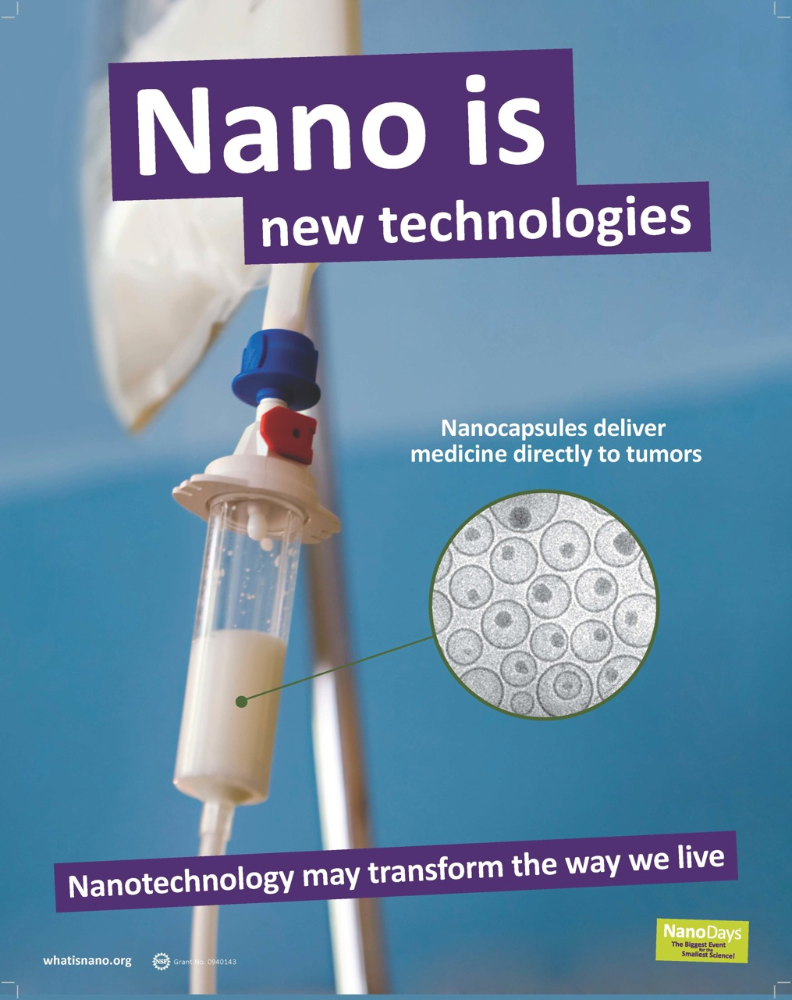 Nano is
new technologies
Nanocapsules deliver
medicine directly to tumors
Nanotechnology may transform the way we live
whatisnano.org
NSF
Grant No. 0940143
NanoDays
The Biggest Event
for the
Smallest Science!